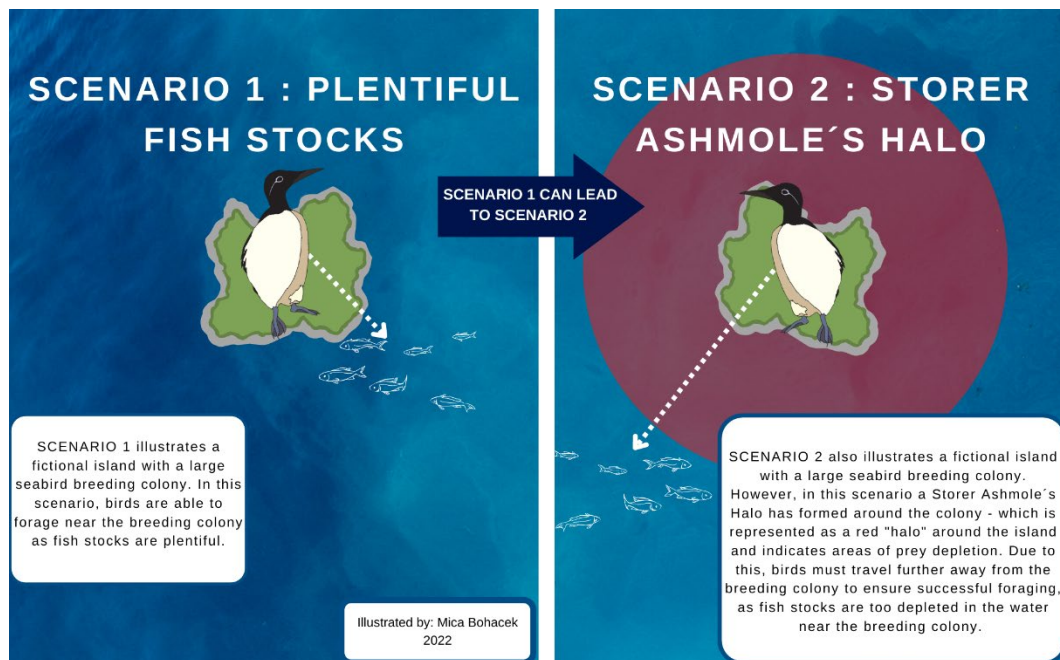 SCENARIO 1 : PLENTIFUL
FISH STOCKS
SCENARIO 1 illustrates a
fictional island with a large
seabird breeding colony. In this
scenario, birds are able to
forage near the breeding colony
as fish stocks are plentiful.
Illustrated by: Mica Bohacek
2022
SCENARIO 1 CAN LEAD
TO SCENARIO 2
SCENARIO 2 : STORER
ASHMOLE´S HALO
SCENARIO 2 also illustrates a fictional island
with a large seabird breeding colony.
However, in this scenario a Storer Ashmole´s
Halo has formed around the colony - which is
represented as a red "halo" around the island
and indicates areas of prey depletion. Due to
this, birds must travel further away from the
breeding colony to ensure successful foraging,
as fish stocks are too depleted in the water
near the breeding colony.